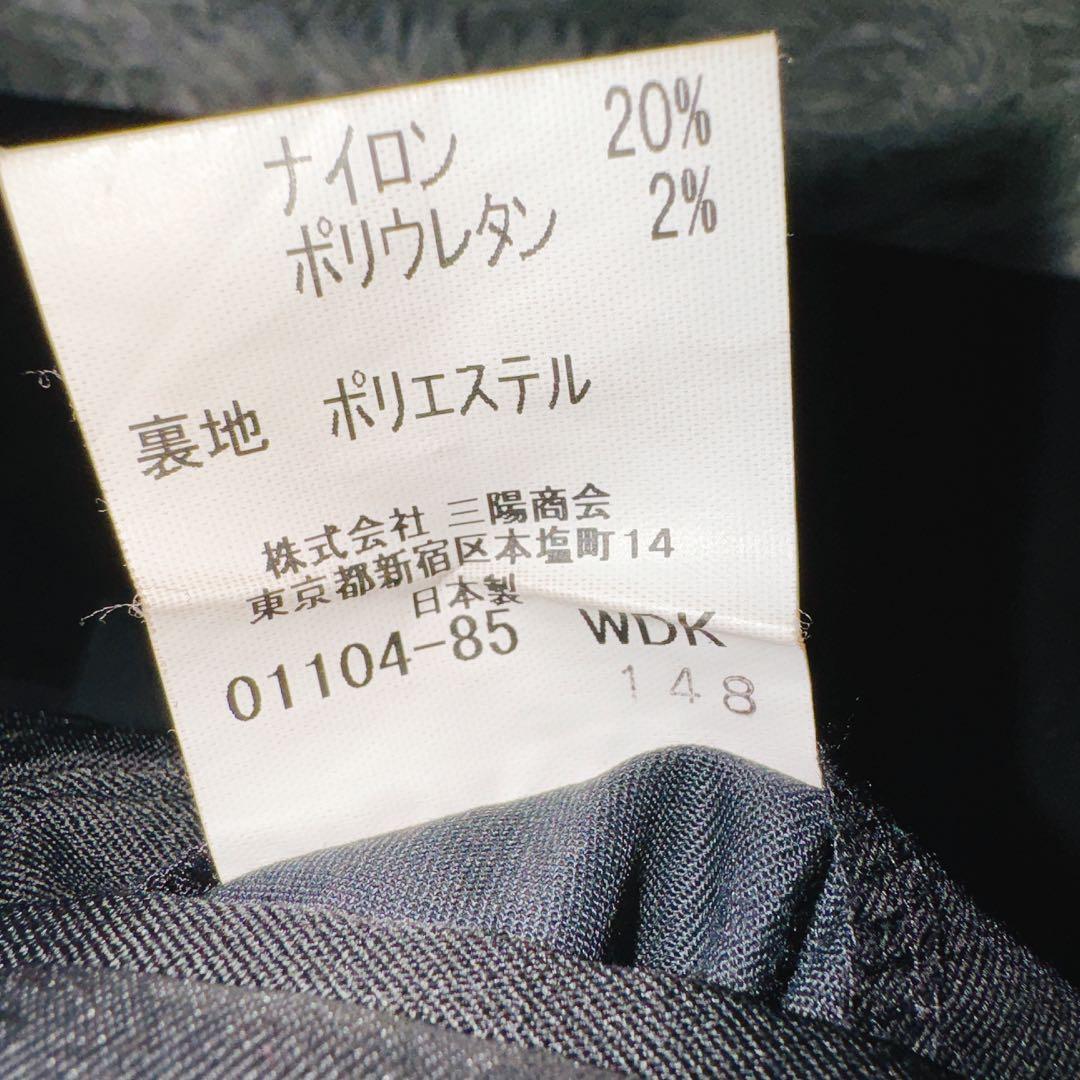 ナイロン 20%
ポリウレタン 2%
裏地 ポリエステル
株式会社 三陽商会
東京都新宿区本塩町14
日本製
01104-85 WDK
148